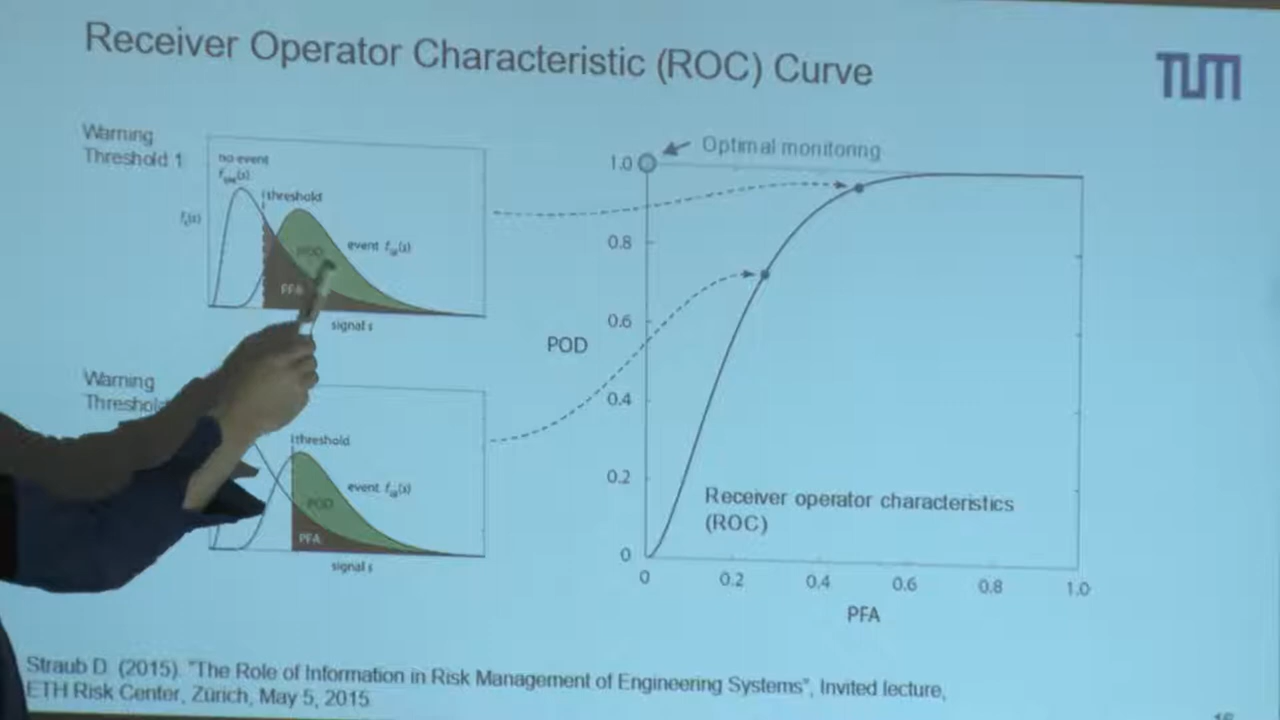 Receiver Operator Characteristic (ROC) Curve
TUM
Warning
Threshold 1
no event
threshold
POD
event
PFA
signal s
Warning
threshold
event
POD
PFA
signal s
Optimal monitoring
1.0
0.8
0.6
POD
0.4
0.2
0
Receiver operator characteristics
(ROC)
0 0.2 0.4 0.6 0.8 1.0
PFA
Straub D. (2015). "The Role of Information in Risk Management of Engineering Systems", Invited lecture,
ETH Risk Center, Zürich, May 5, 2015